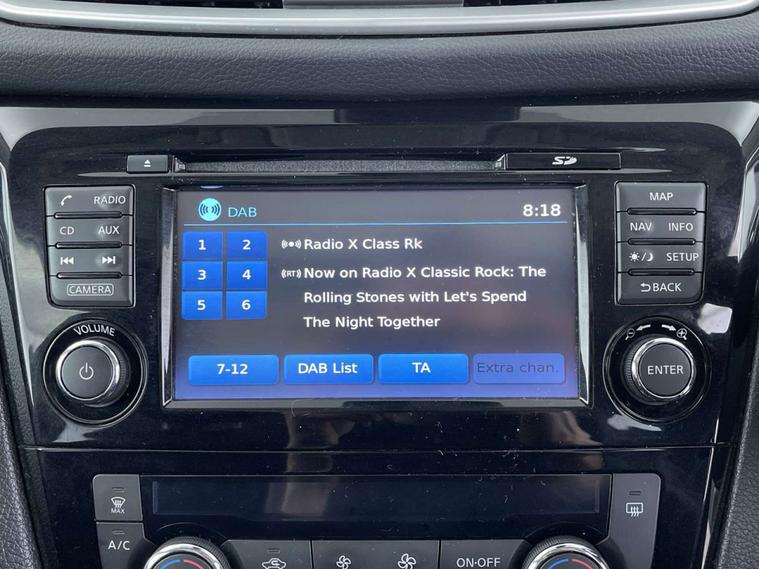 SD
RADIO
CD AUX
CAMERA
VOLUME
DAB 8:18
1 2 Radio X Class Rk
3 4 (RT) Now on Radio X Classic Rock: The
5 6 Rolling Stones with Let's Spend
The Night Together
7-12 DAB List TA Extra chan.
MAP
NAV INFO
SETUP
BACK
ENTER
MAX
A/C
ON·OFF